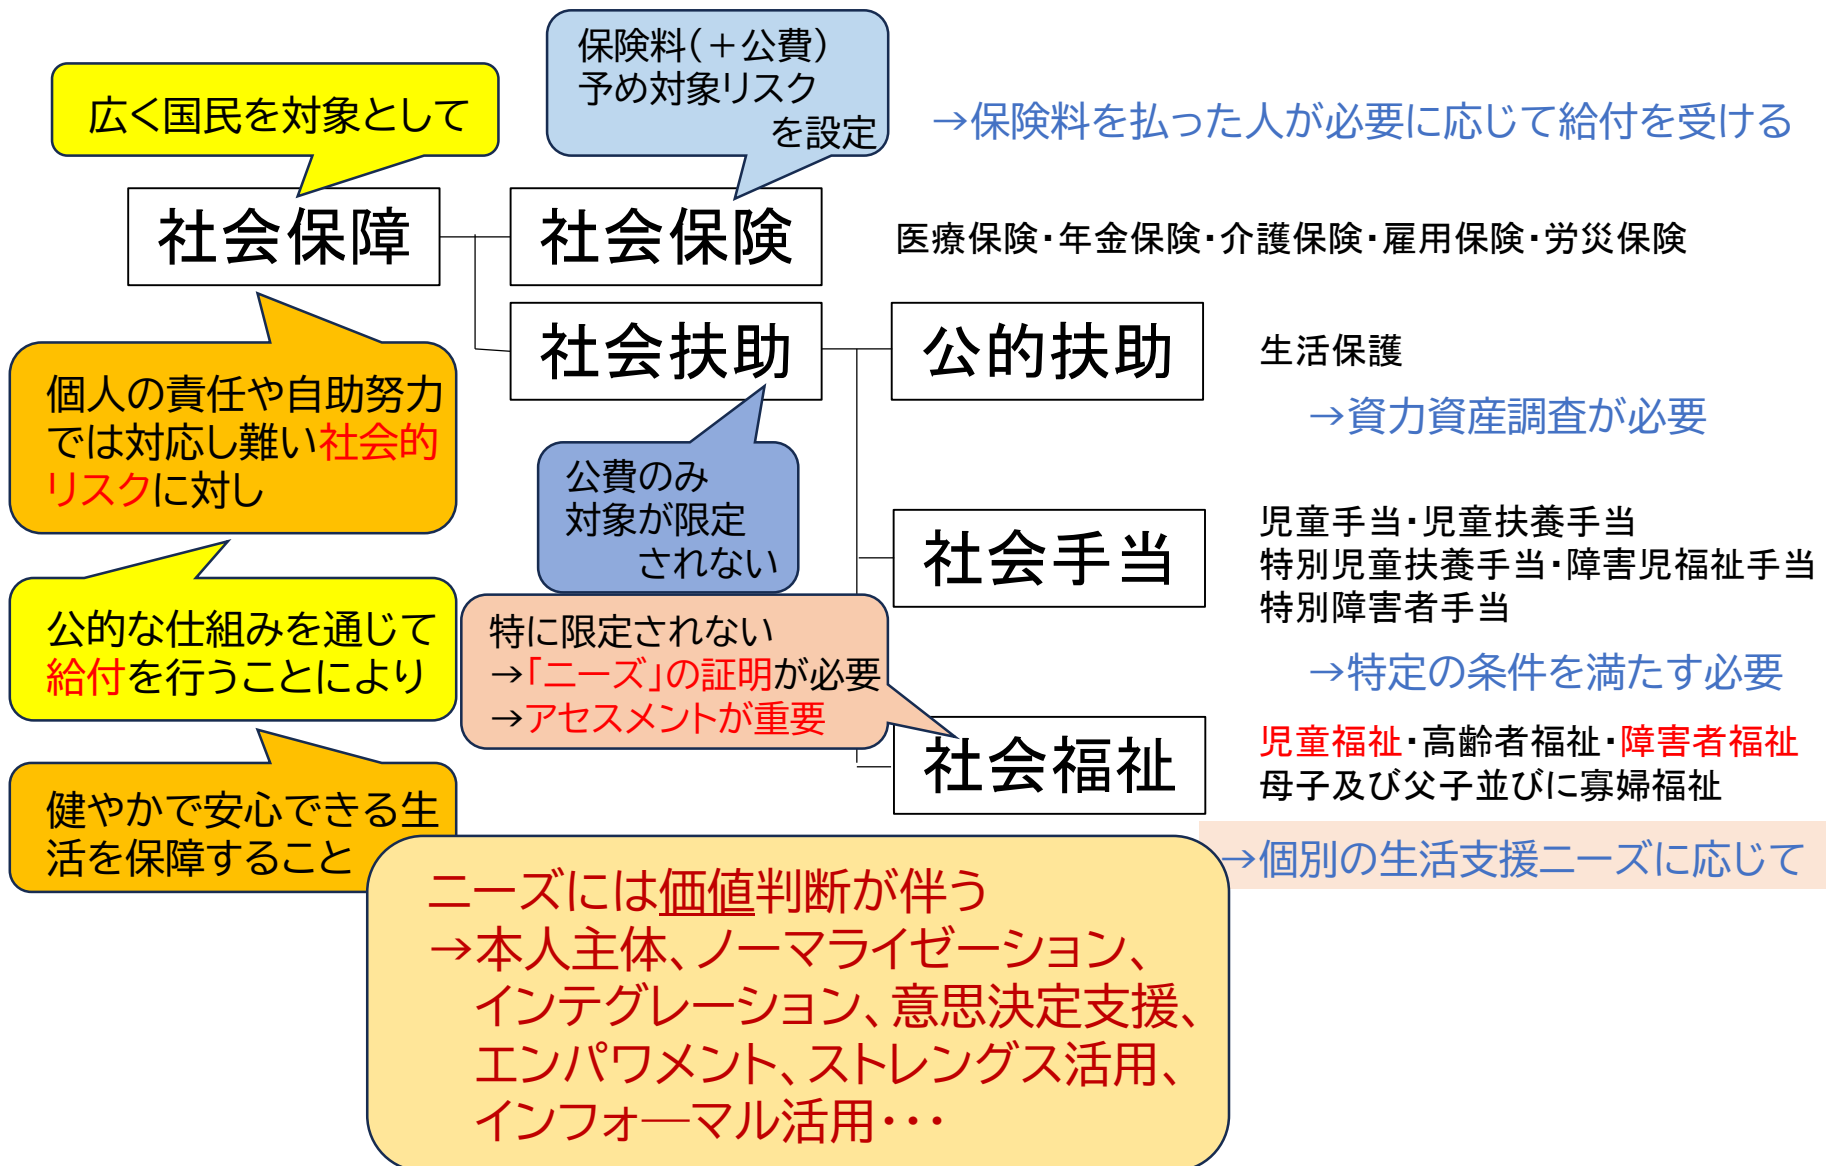 保険料(+公費)
予め対象リスク
を設定
広く国民を対象として
→保険料を払った人が必要に応じて給付を受ける
社会保障
社会保険
医療保険・年金保険・介護保険・雇用保険・労災保険
社会扶助
公的扶助
生活保護
→資力資産調査が必要
個人の責任や自助努力
では対応し難い社会的
リスクに対し
公費のみ
対象が限定
されない
社会手当
児童手当・児童扶養手当
特別児童扶養手当・障害児福祉手当
特別障害者手当
→特定の条件を満たす必要
公的な仕組みを通じて
給付を行うことにより
特に限定されない
→「ニーズ」の証明が必要
→アセスメントが重要
社会福祉
児童福祉・高齢者福祉・障害者福祉
母子及び父子並びに寡婦福祉
→個別の生活支援ニーズに応じて
健やかで安心できる生
活を保障すること
ニーズには価値判断が伴う
→本人主体、ノーマライゼーション、
インテグレーション、意思決定支援、
エンパワメント、ストレングス活用、
インフォ―マル活用・・・